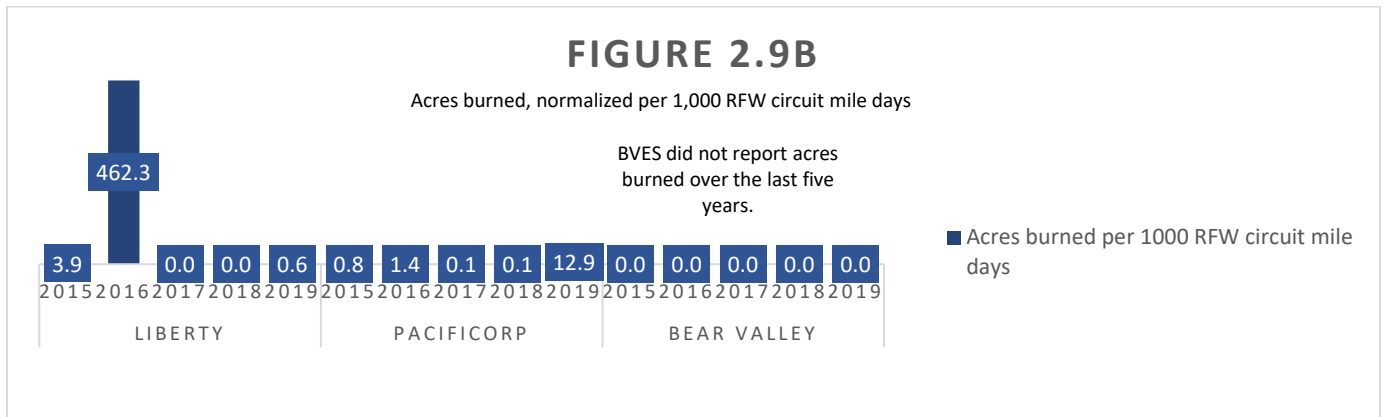 FIGURE 2.9B
Acres burned, normalized per 1,000 RFW circuit mile days
BVES did not report acres
burned over the last five
years.
462.3
3.9 0.0 0.0 0.6 0.8 1.4 0.1 0.1 12.9 0.0 0.0 0.0 0.0 0.0
2015 2016 2017 2018 2019 2015 2016 2017 2018 2019 2015 2016 2017 2018 2019
LIBERTY PACIFICORP BEAR VALLEY
Acres burned per 1000 RFW circuit mile
days